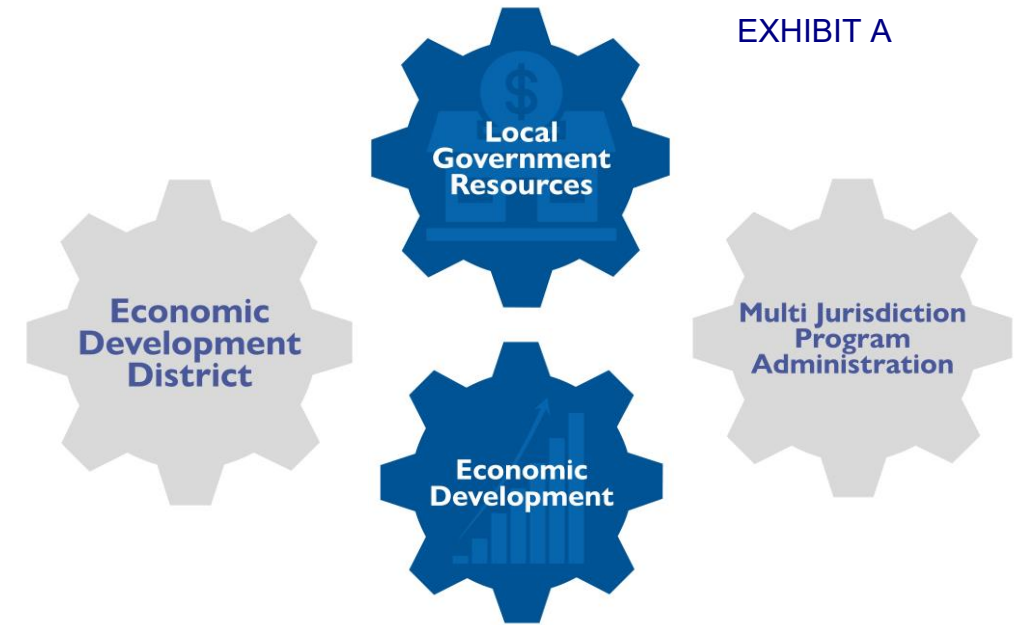 EXHIBIT A
$
Local
Government
Resources
Economic
Development
District
Multi Jurisdiction
Program
Administration
Economic
Development